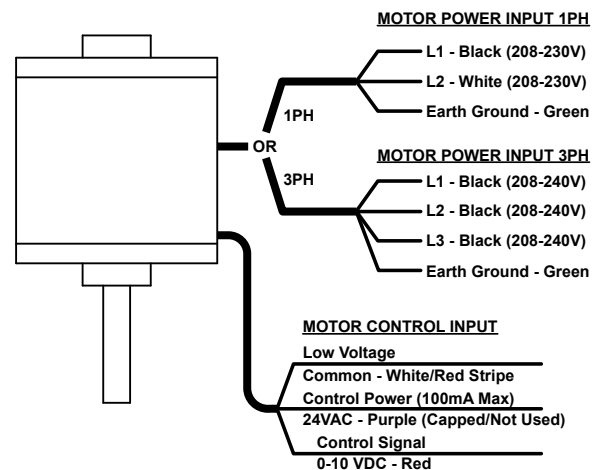 MOTOR POWER INPUT 1PH
L1 - Black (208-230V)
L2 - White (208-230V)
Earth Ground - Green
1PH
OR
3PH
MOTOR POWER INPUT 3PH
L1 - Black (208-240V)
L2 - Black (208-240V)
L3 - Black (208-240V)
Earth Ground - Green
MOTOR CONTROL INPUT
Low Voltage
Common - White/Red Stripe
Control Power (100mA Max)
24VAC - Purple (Capped/Not Used)
Control Signal
0-10 VDC - Red